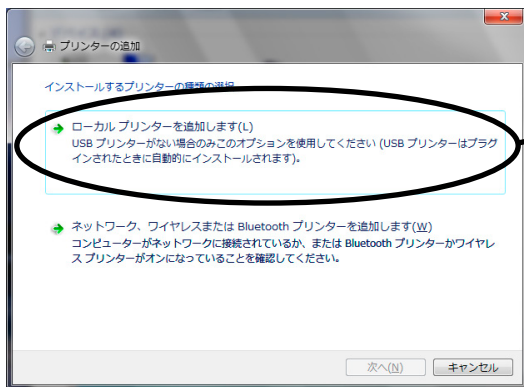 プリンターの追加
インストールするプリンターの種類の選択
ローカル プリンターを追加します(L)
USB プリンターがない場合のみこのオプションを使用してください (USB プリンターはプラグ
インされたときに自動的にインストールされます)。
ネットワーク、ワイヤレスまたは Bluetooth プリンターを追加します(W)
コンピューターがネットワークに接続されているか、または Bluetooth プリンターかワイヤレ
ス プリンターがオンになっていることを確認してください。
次へ(N)
キャンセル